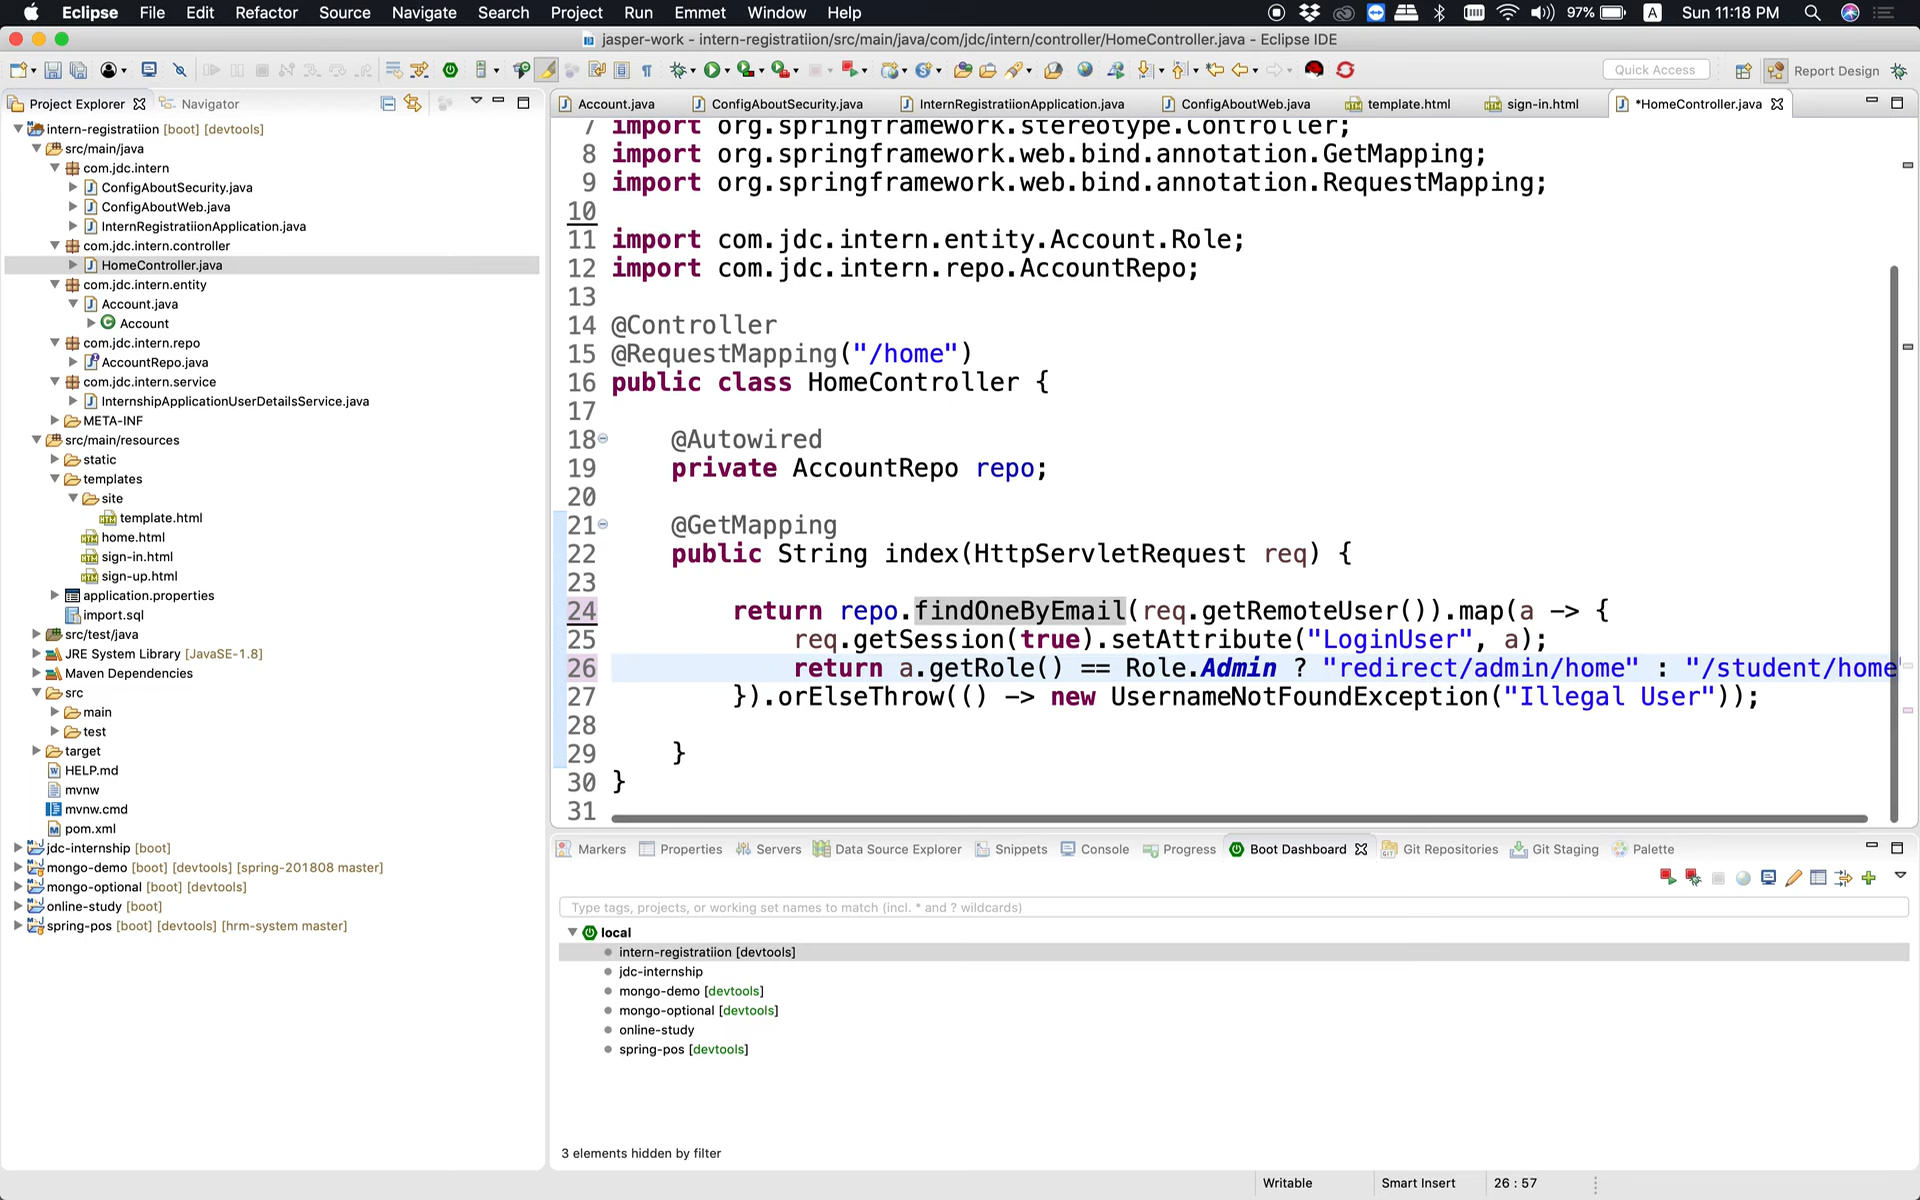 Eclipse File Edit Refactor Source Navigate Search Project Run Emmet Window Help 97% A Sun 11:18 PM
jasper-work - intern-registratiion/src/main/java/com/jdc/intern/controller/HomeController.java - Eclipse IDE
Quick Access Report Design
Project Explorer Navigator
Account.java ConfigAboutSecurity.java InternRegistratiionApplication.java ConfigAboutWeb.java template.html sign-in.html *HomeController.java
intern-registratiion [boot] [devtools]
src/main/java
com.jdc.intern
ConfigAboutSecurity.java
ConfigAboutWeb.java
InternRegistratiionApplication.java
com.jdc.intern.controller
HomeController.java
com.jdc.intern.entity
Account.java
Account
com.jdc.intern.repo
AccountRepo.java
com.jdc.intern.service
InternshipApplicationUserDetailsService.java
META-INF
src/main/resources
static
templates
site
template.html
home.html
sign-in.html
sign-up.html
application.properties
import.sql
src/test/java
JRE System Library [JavaSE-1.8]
Maven Dependencies
src
main
test
target
HELP.md
mvnw
mvnw.cmd
pom.xml
jdc-internship [boot]
mongo-demo [boot] [devtools] [spring-201808 master]
mongo-optional [boot] [devtools]
online-study [boot]
spring-pos [boot] [devtools] [hrm-system master]
7 import org.springframework.stereotype.Controller;
8 import org.springframework.web.bind.annotation.GetMapping;
9 import org.springframework.web.bind.annotation.RequestMapping;
10
11 import com.jdc.intern.entity.Account.Role;
12 import com.jdc.intern.repo.AccountRepo;
13
14 @Controller
15 @RequestMapping("/home")
16 public class HomeController {
17
18 @Autowired
19 private AccountRepo repo;
20
21 @GetMapping
22 public String index(HttpServletRequest req) {
23
24 return repo.findOneByEmail(req.getRemoteUser()).map(a -> {
25 req.getSession(true).setAttribute("LoginUser", a);
26 return a.getRole() == Role.Admin ? "redirect/admin/home" : "/student/home
27 }).orElseThrow(() -> new UsernameNotFoundException("Illegal User"));
28
29 }
30 }
31
Markers Properties Servers Data Source Explorer Snippets Console Progress Boot Dashboard Git Repositories Git Staging Palette
Type tags, projects, or working set names to match (incl. * and ? wildcards)
local
intern-registratiion [devtools]
jdc-internship
mongo-demo [devtools]
mongo-optional [devtools]
online-study
spring-pos [devtools]
3 elements hidden by filter
Writable Smart Insert 26 : 57